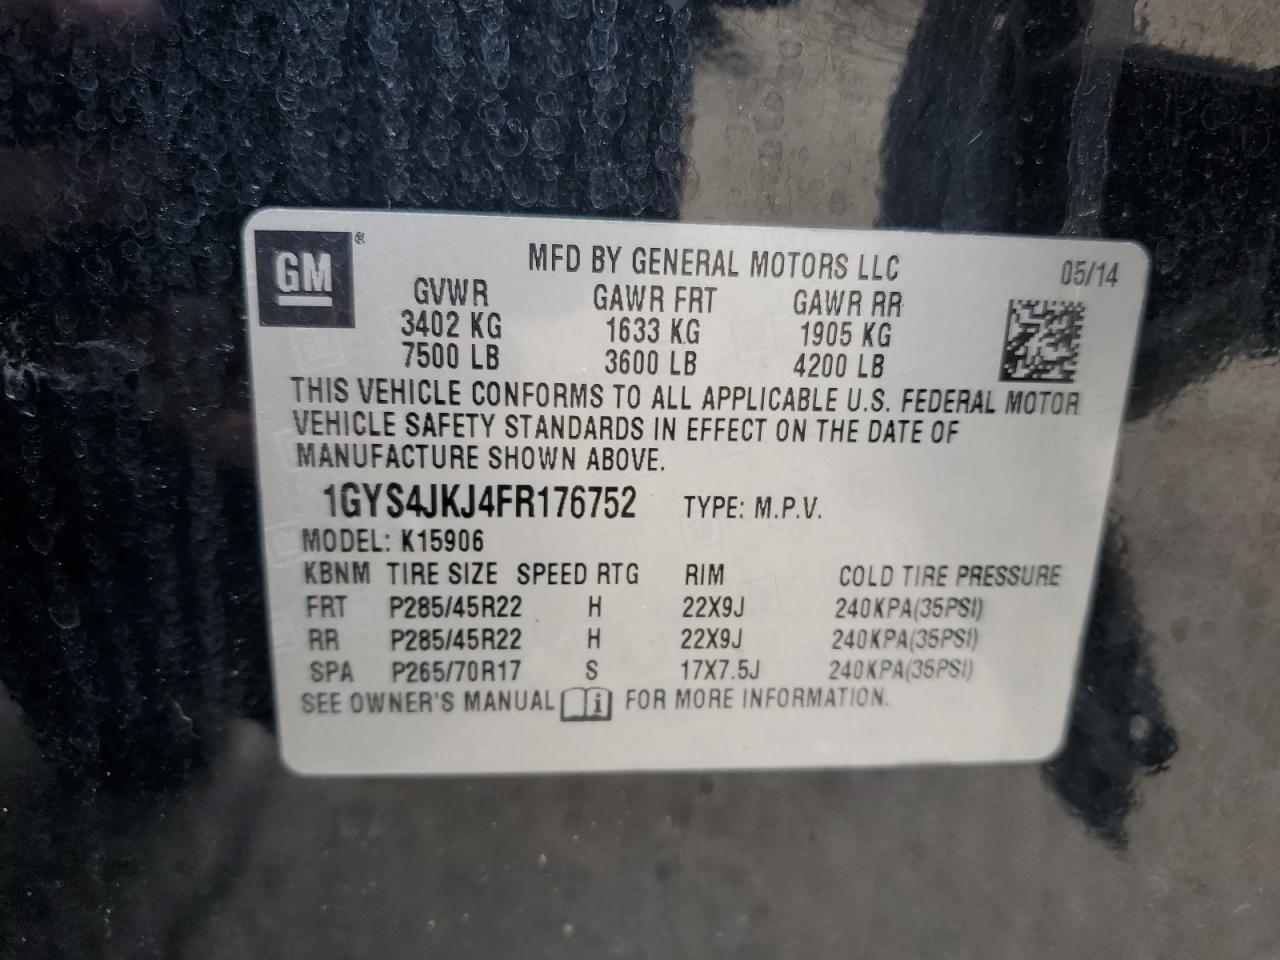 GM®
MFD BY GENERAL MOTORS LLC 05/14
GVWR GAWR FRT GAWR RR
3402 KG 1633 KG 1905 KG
7500 LB 3600 LB 4200 LB
THIS VEHICLE CONFORMS TO ALL APPLICABLE U.S. FEDERAL MOTOR
VEHICLE SAFETY STANDARDS IN EFFECT ON THE DATE OF
MANUFACTURE SHOWN ABOVE.
1GYS4JKJ4FR176752 TYPE: M.P.V.
MODEL: K15906
KBNM TIRE SIZE SPEED RTG RIM COLD TIRE PRESSURE
FRT P285/45R22 H 22X9J 240KPA(35PSI)
RR P285/45R22 H 22X9J 240KPA(35PSI)
SPA P265/70R17 S 17X7.5J 240KPA(35PSI)
SEE OWNER'S MANUAL i FOR MORE INFORMATION.